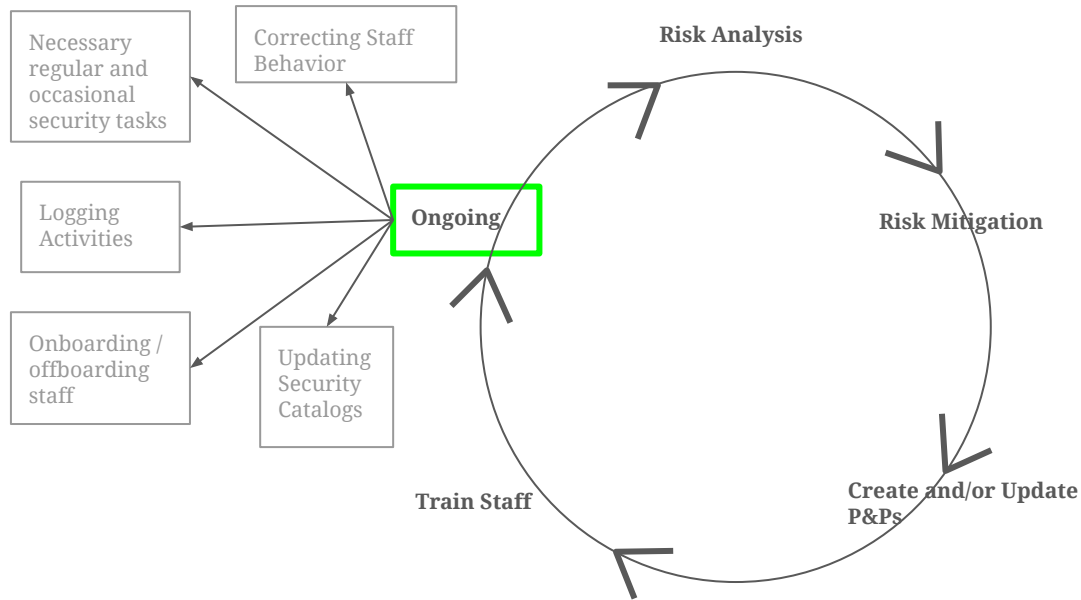 Necessary
regular and
occasional
security tasks
Correcting Staff
Behavior
Logging
Activities
Onboarding /
offboarding
staff
Updating
Security
Catalogs
Ongoing
Risk Analysis
Risk Mitigation
Create and/or Update
P&Ps
Train Staff